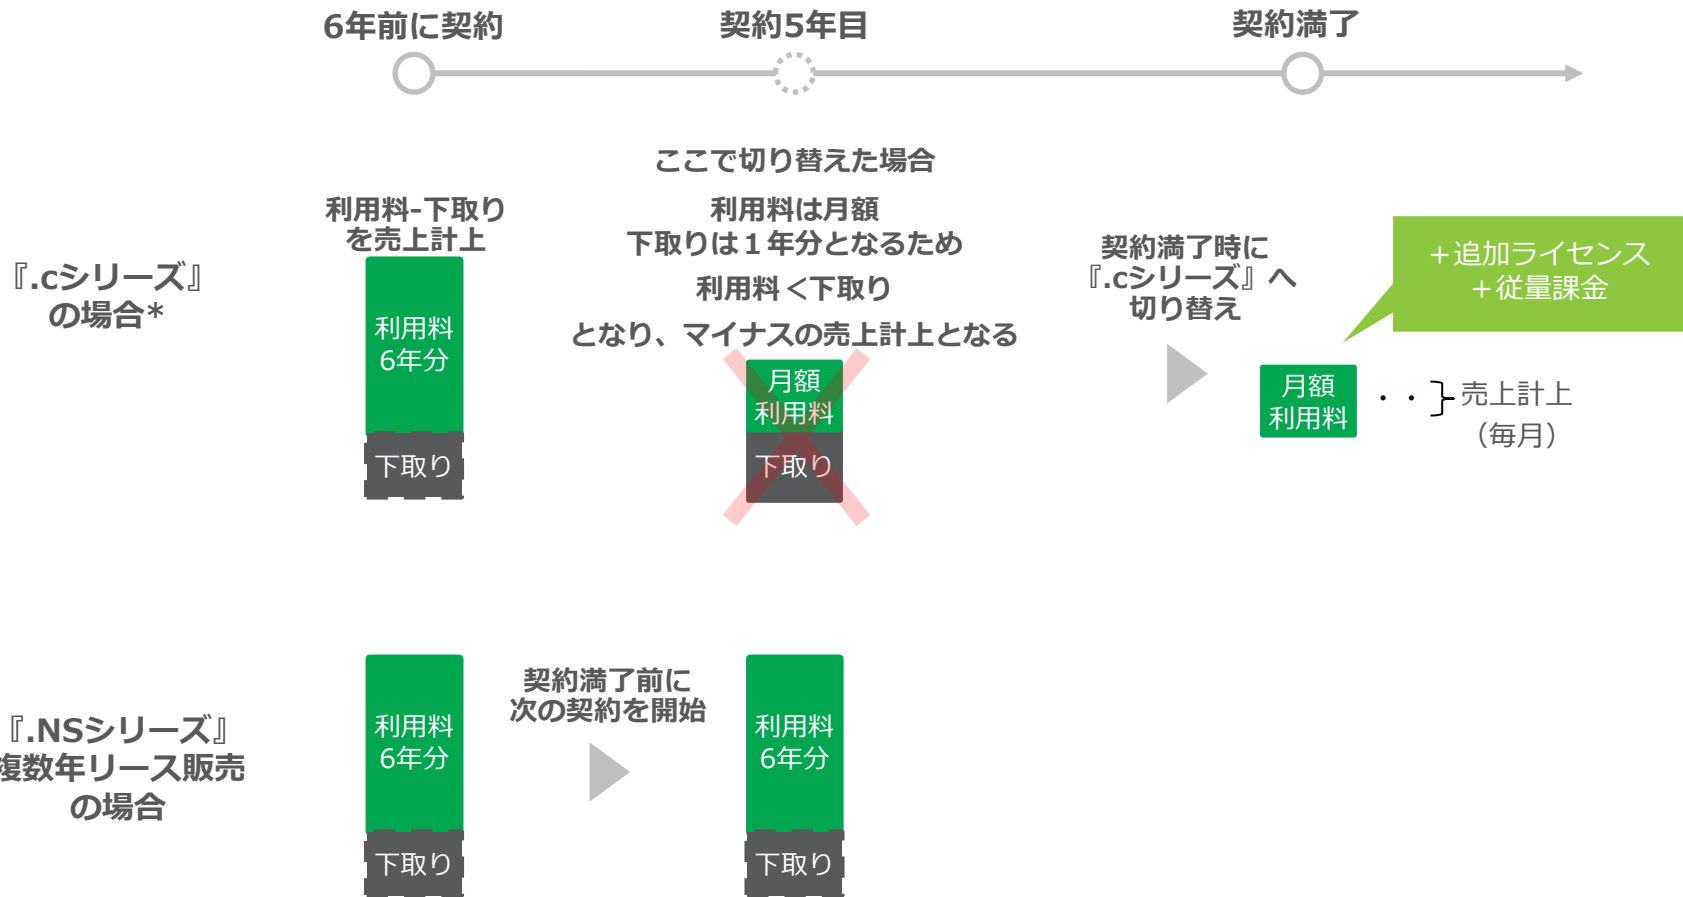 6年前に契約
契約5年目
契約満了
『.cシリーズ』
の場合*
利用料-下取り
を売上計上
利用料
6年分
下取り
ここで切り替えた場合
利用料は月額
下取りは１年分となるため
利用料＜下取り
となり、マイナスの売上計上となる
月額
利用料
下取り
契約満了時に
『.cシリーズ』へ
切り替え
＋追加ライセンス
＋従量課金
月額
利用料
・・
売上計上
（毎月）
『.NSシリーズ』
複数年リース販売
の場合
利用料
6年分
下取り
契約満了前に
次の契約を開始
利用料
6年分
下取り